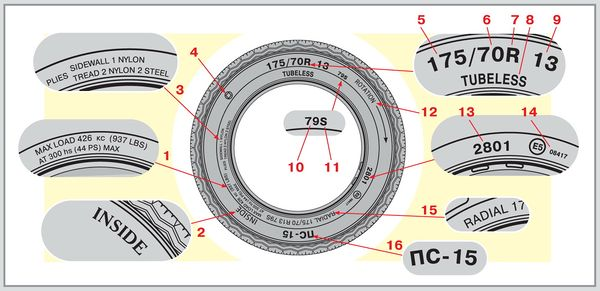 5
6
7
8
9
175/70R 13
TUBELESS
PLIES
SIDEWALL 1 NYLON
TREAD 2 NYLON 2 STEEL
4
3
175/70R 13
TUBELESS
79S
ROTATION
12
79S
10
11
MAX LOAD 426 кс (937 LBS)
AT 300 hs (44 PS) MAX
1
13
14
2801
E5
08417
2801
INSIDE
2
INSIDE
RADIAL 175/70 R13 79S
ПС-15
15
RADIAL 17
16
ПС-15